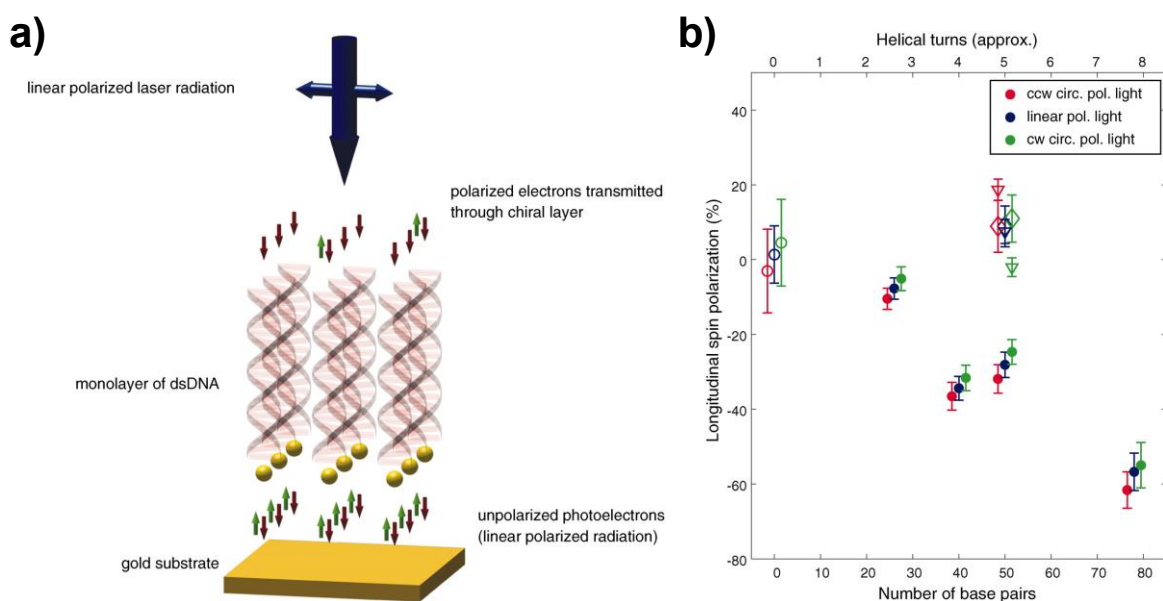 a)
linear polarized laser radiation
polarized electrons transmitted
through chiral layer
monolayer of dsDNA
unpolarized photoelectrons
(linear polarized radiation)
gold substrate
b)
Helical turns (approx.)
0 1 2 3 4 5 6 7 8
ccw circ. pol. light
linear pol. light
cw circ. pol. light
Longitudinal spin polarization (%)
40
20
0
-20
-40
-60
-80
0 10 20 30 40 50 60 70 80
Number of base pairs